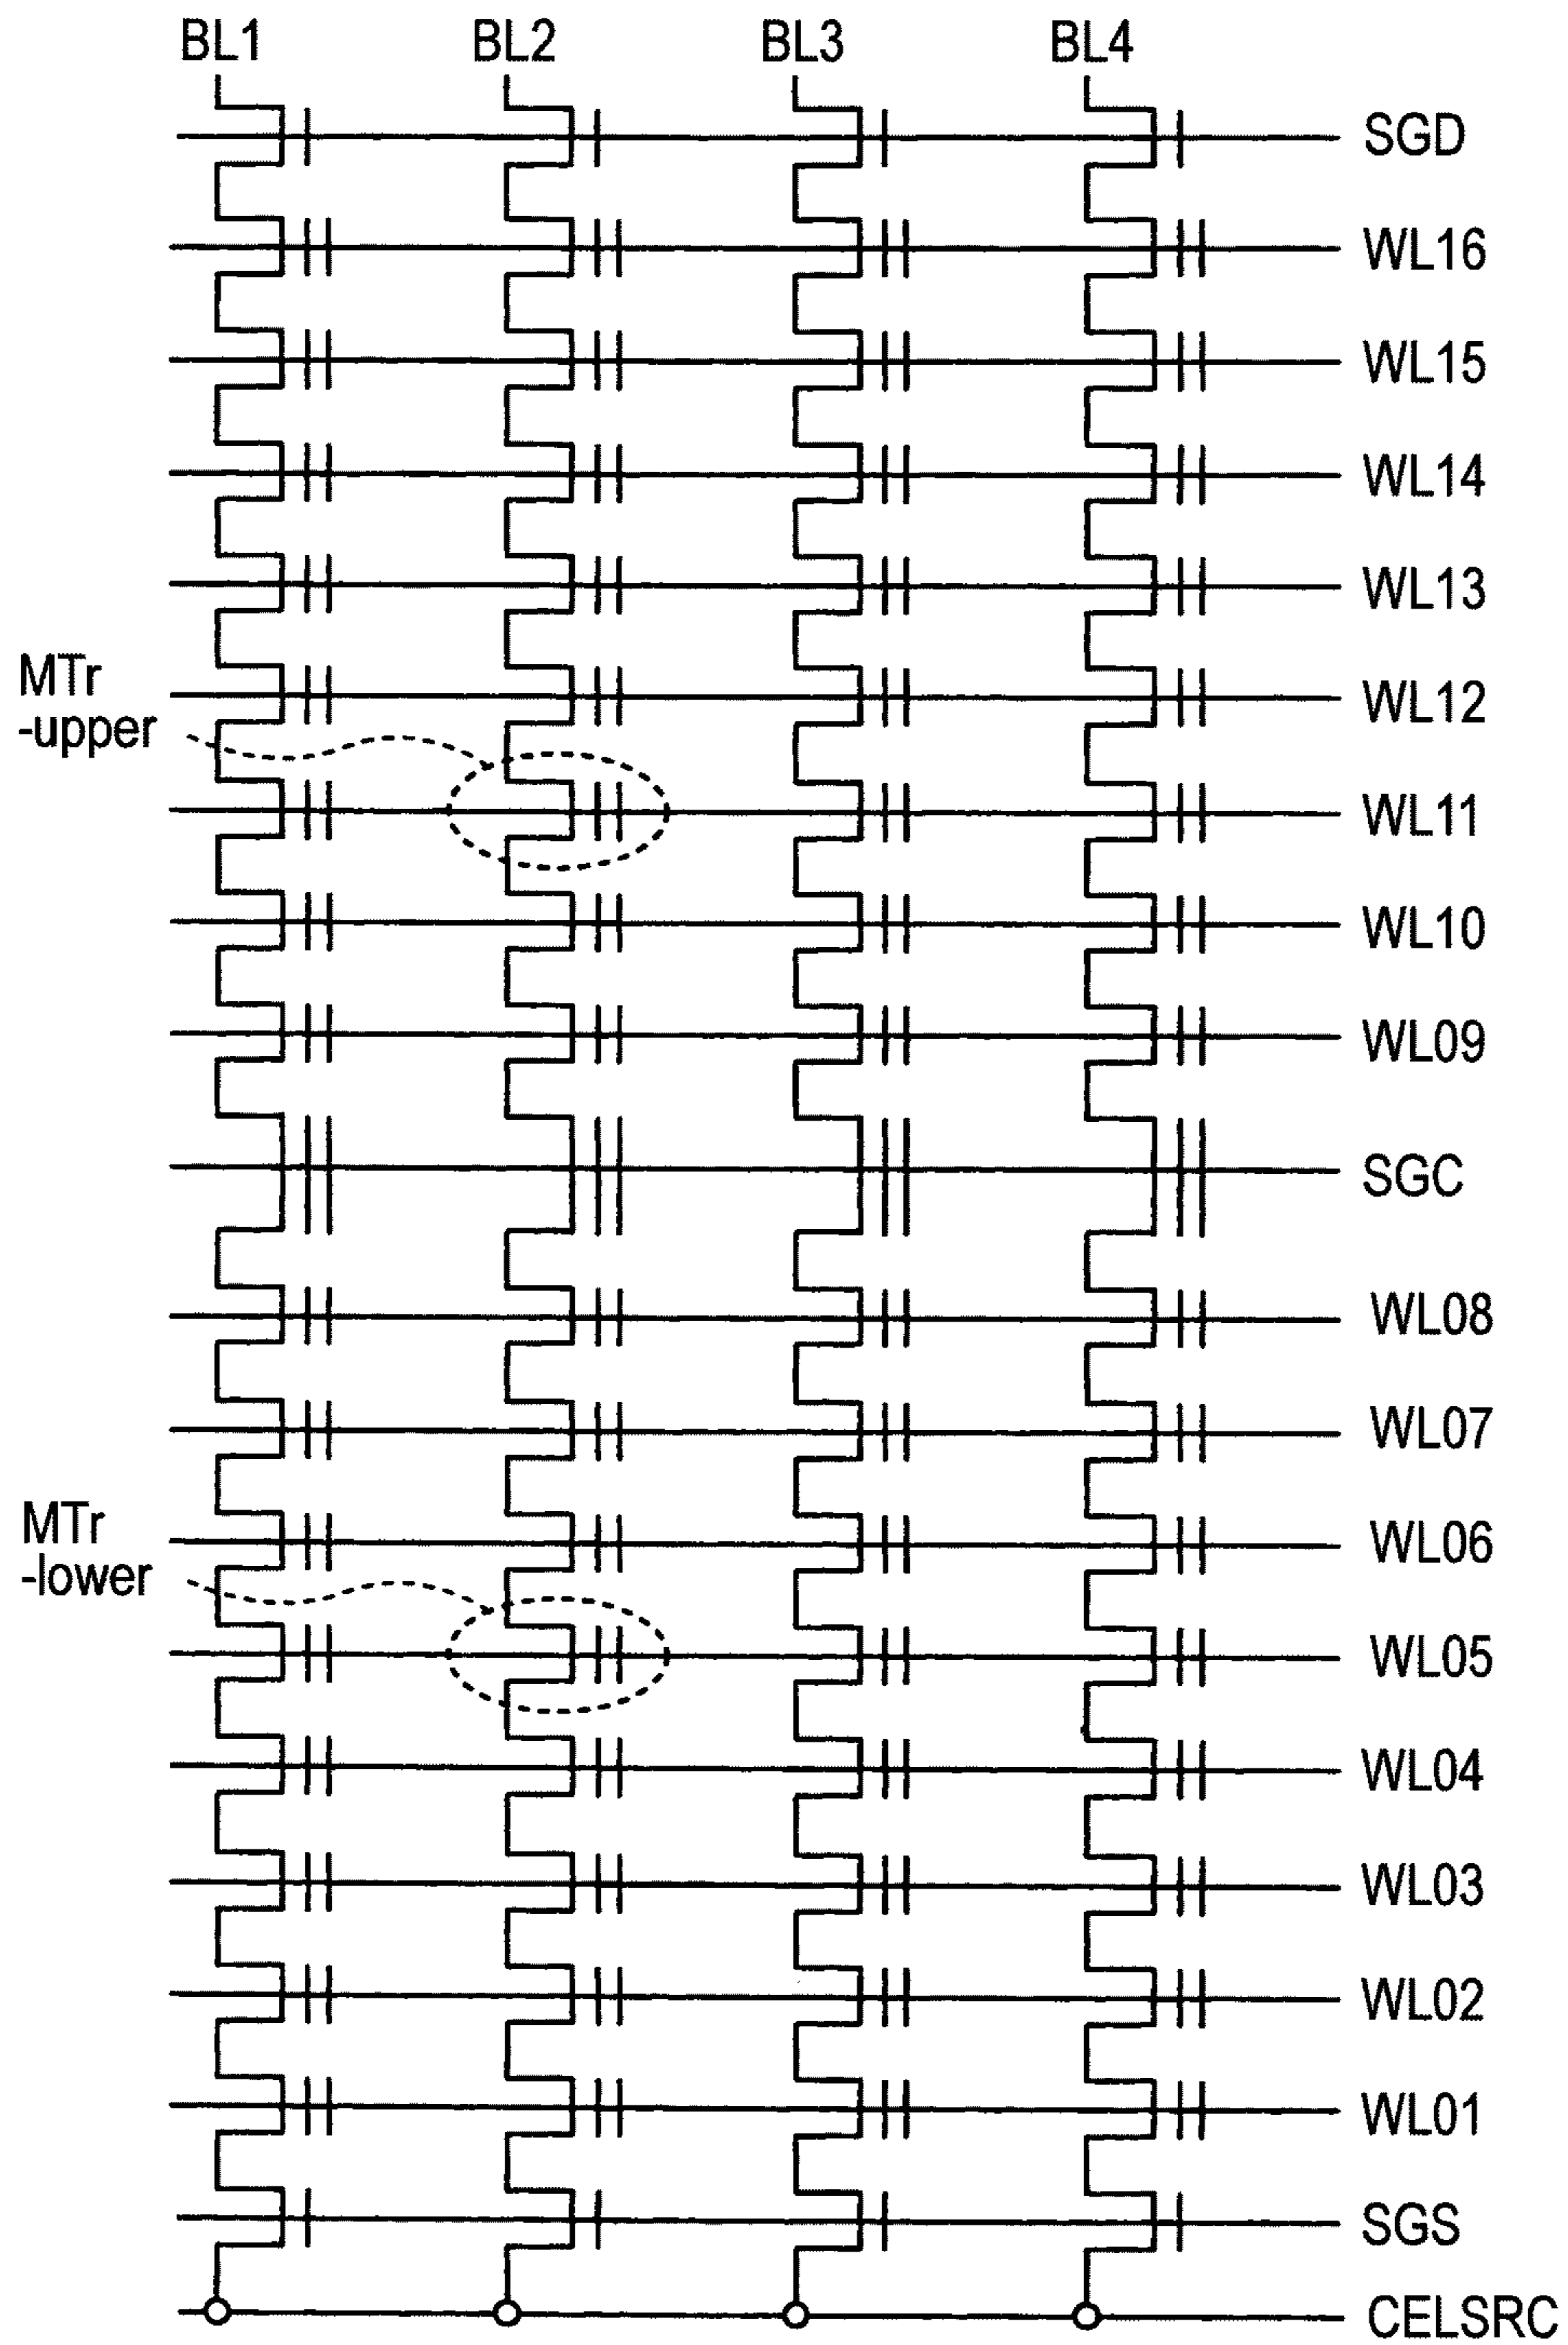 BL1 BL2 BL3 BL4
SGD
WL16
WL15
WL14
WL13
MTr
-upper
WL12
WL11
WL10
WL09
SGC
WL08
WL07
MTr
-lower
WL06
WL05
WL04
WL03
WL02
WL01
SGS
CELSRC